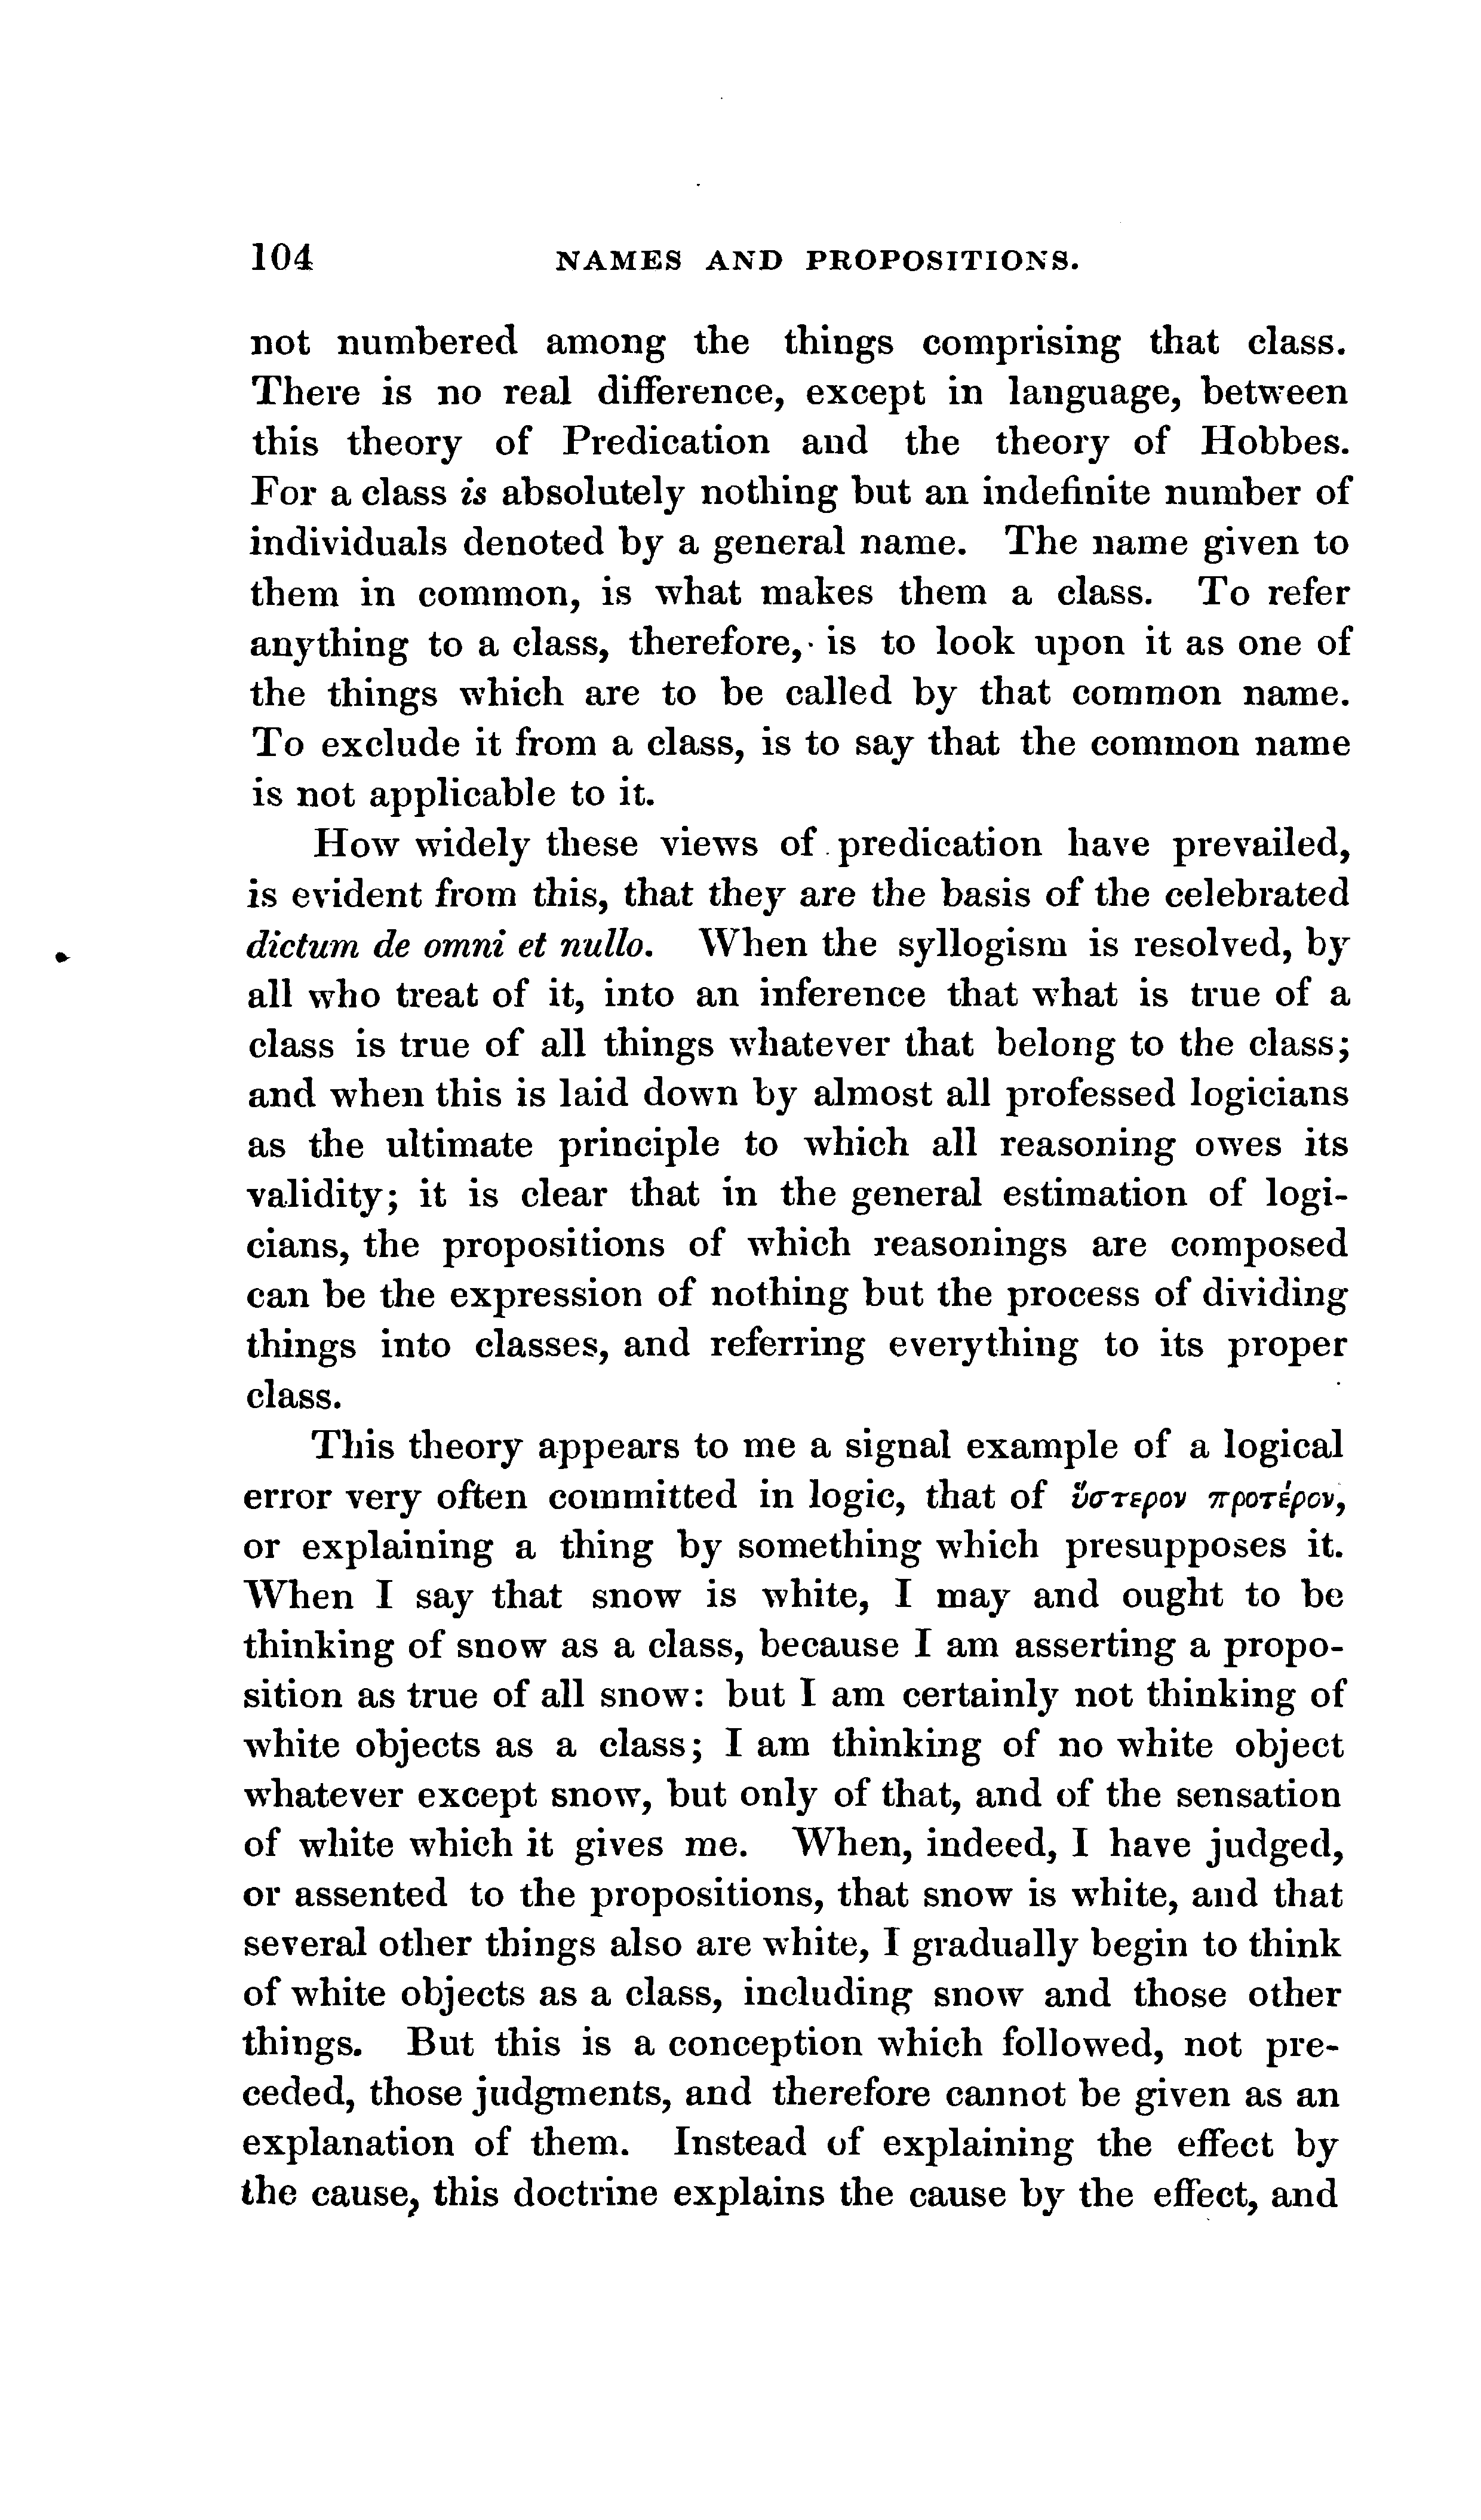 104 NAMES AND PROPOSITIONS.
not numbered among the things comprising that class.
There is no real difference, except in language, between
this theory of Predication and the theory of Hobbes.
For a class is absolutely nothing but an indefinite number of
individuals denoted by a general name. The name given to
them in common, is what makes them a class. To refer
anything to a class, therefore, is to look upon it as one of
the things which are to be called by that common name.
To exclude it from a class, is to say that the common name
is not applicable to it.
How widely these views of predication have prevailed,
is evident from this, that they are the basis of the celebrated
dictum de omni et nullo. When the syllogism is resolved, by
all who treat of it, into an inference that what is true of a
class is true of all things whatever that belong to the class;
and when this is laid down by almost all professed logicians
as the ultimate principle to which all reasoning owes its
validity; it is clear that in the general estimation of logi-
cians, the propositions of which reasonings are composed
can be the expression of nothing but the process of dividing
things into classes, and referring everything to its proper
class.
This theory appears to me a signal example of a logical
error very often committed in logic, that of ὕστερον προτέρον,
or explaining a thing by something which presupposes it.
When I say that snow is white, I may and ought to be
thinking of snow as a class, because I am asserting a propo-
sition as true of all snow: but I am certainly not thinking of
white objects as a class; I am thinking of no white object
whatever except snow, but only of that, and of the sensation
of white which it gives me. When, indeed, I have judged,
or assented to the propositions, that snow is white, and that
several other things also are white, I gradually begin to think
of white objects as a class, including snow and those other
things. But this is a conception which followed, not pre-
ceded, those judgments, and therefore cannot be given as an
explanation of them. Instead of explaining the effect by
the cause, this doctrine explains the cause by the effect, and